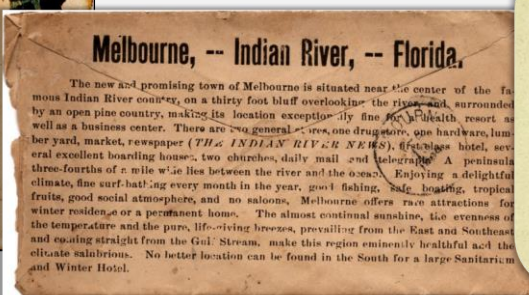 Melbourne, -- Indian River, -- Florida.
The new and promising town of Melbourne is situated near the center of the fa-
mous Indian River country, on a thirty foot bluff overlooking the river, and surrounded
by an open pine country, making its location exceptionally fine for a health resort as
well as a business center. There are two general stores, one drug store, one hardware, lum-
ber yard, market, newspaper (THE INDIAN RIVER NEWS), first class hotel, sev-
eral excellent boarding houses, two churches, daily mail and telegraph. A peninsula
three-fourths of a mile wide lies between the river and the ocean. Enjoying a delightful
climate, fine surf-bathing every month in the year, good fishing, safe boating, tropical
fruits, good social atmosphere, and no saloons, Melbourne offers rare attractions for
winter residence or a permanent home. The almost continual sunshine, the evenness of
the temperature and the pure, life-giving breezes, prevailing from the East and Southeast
and coming straight from the Gulf Stream, make this region eminently healthful and the
climate salubrious. No better location can be found in the South for a large Sanitarium
and Winter Hotel.